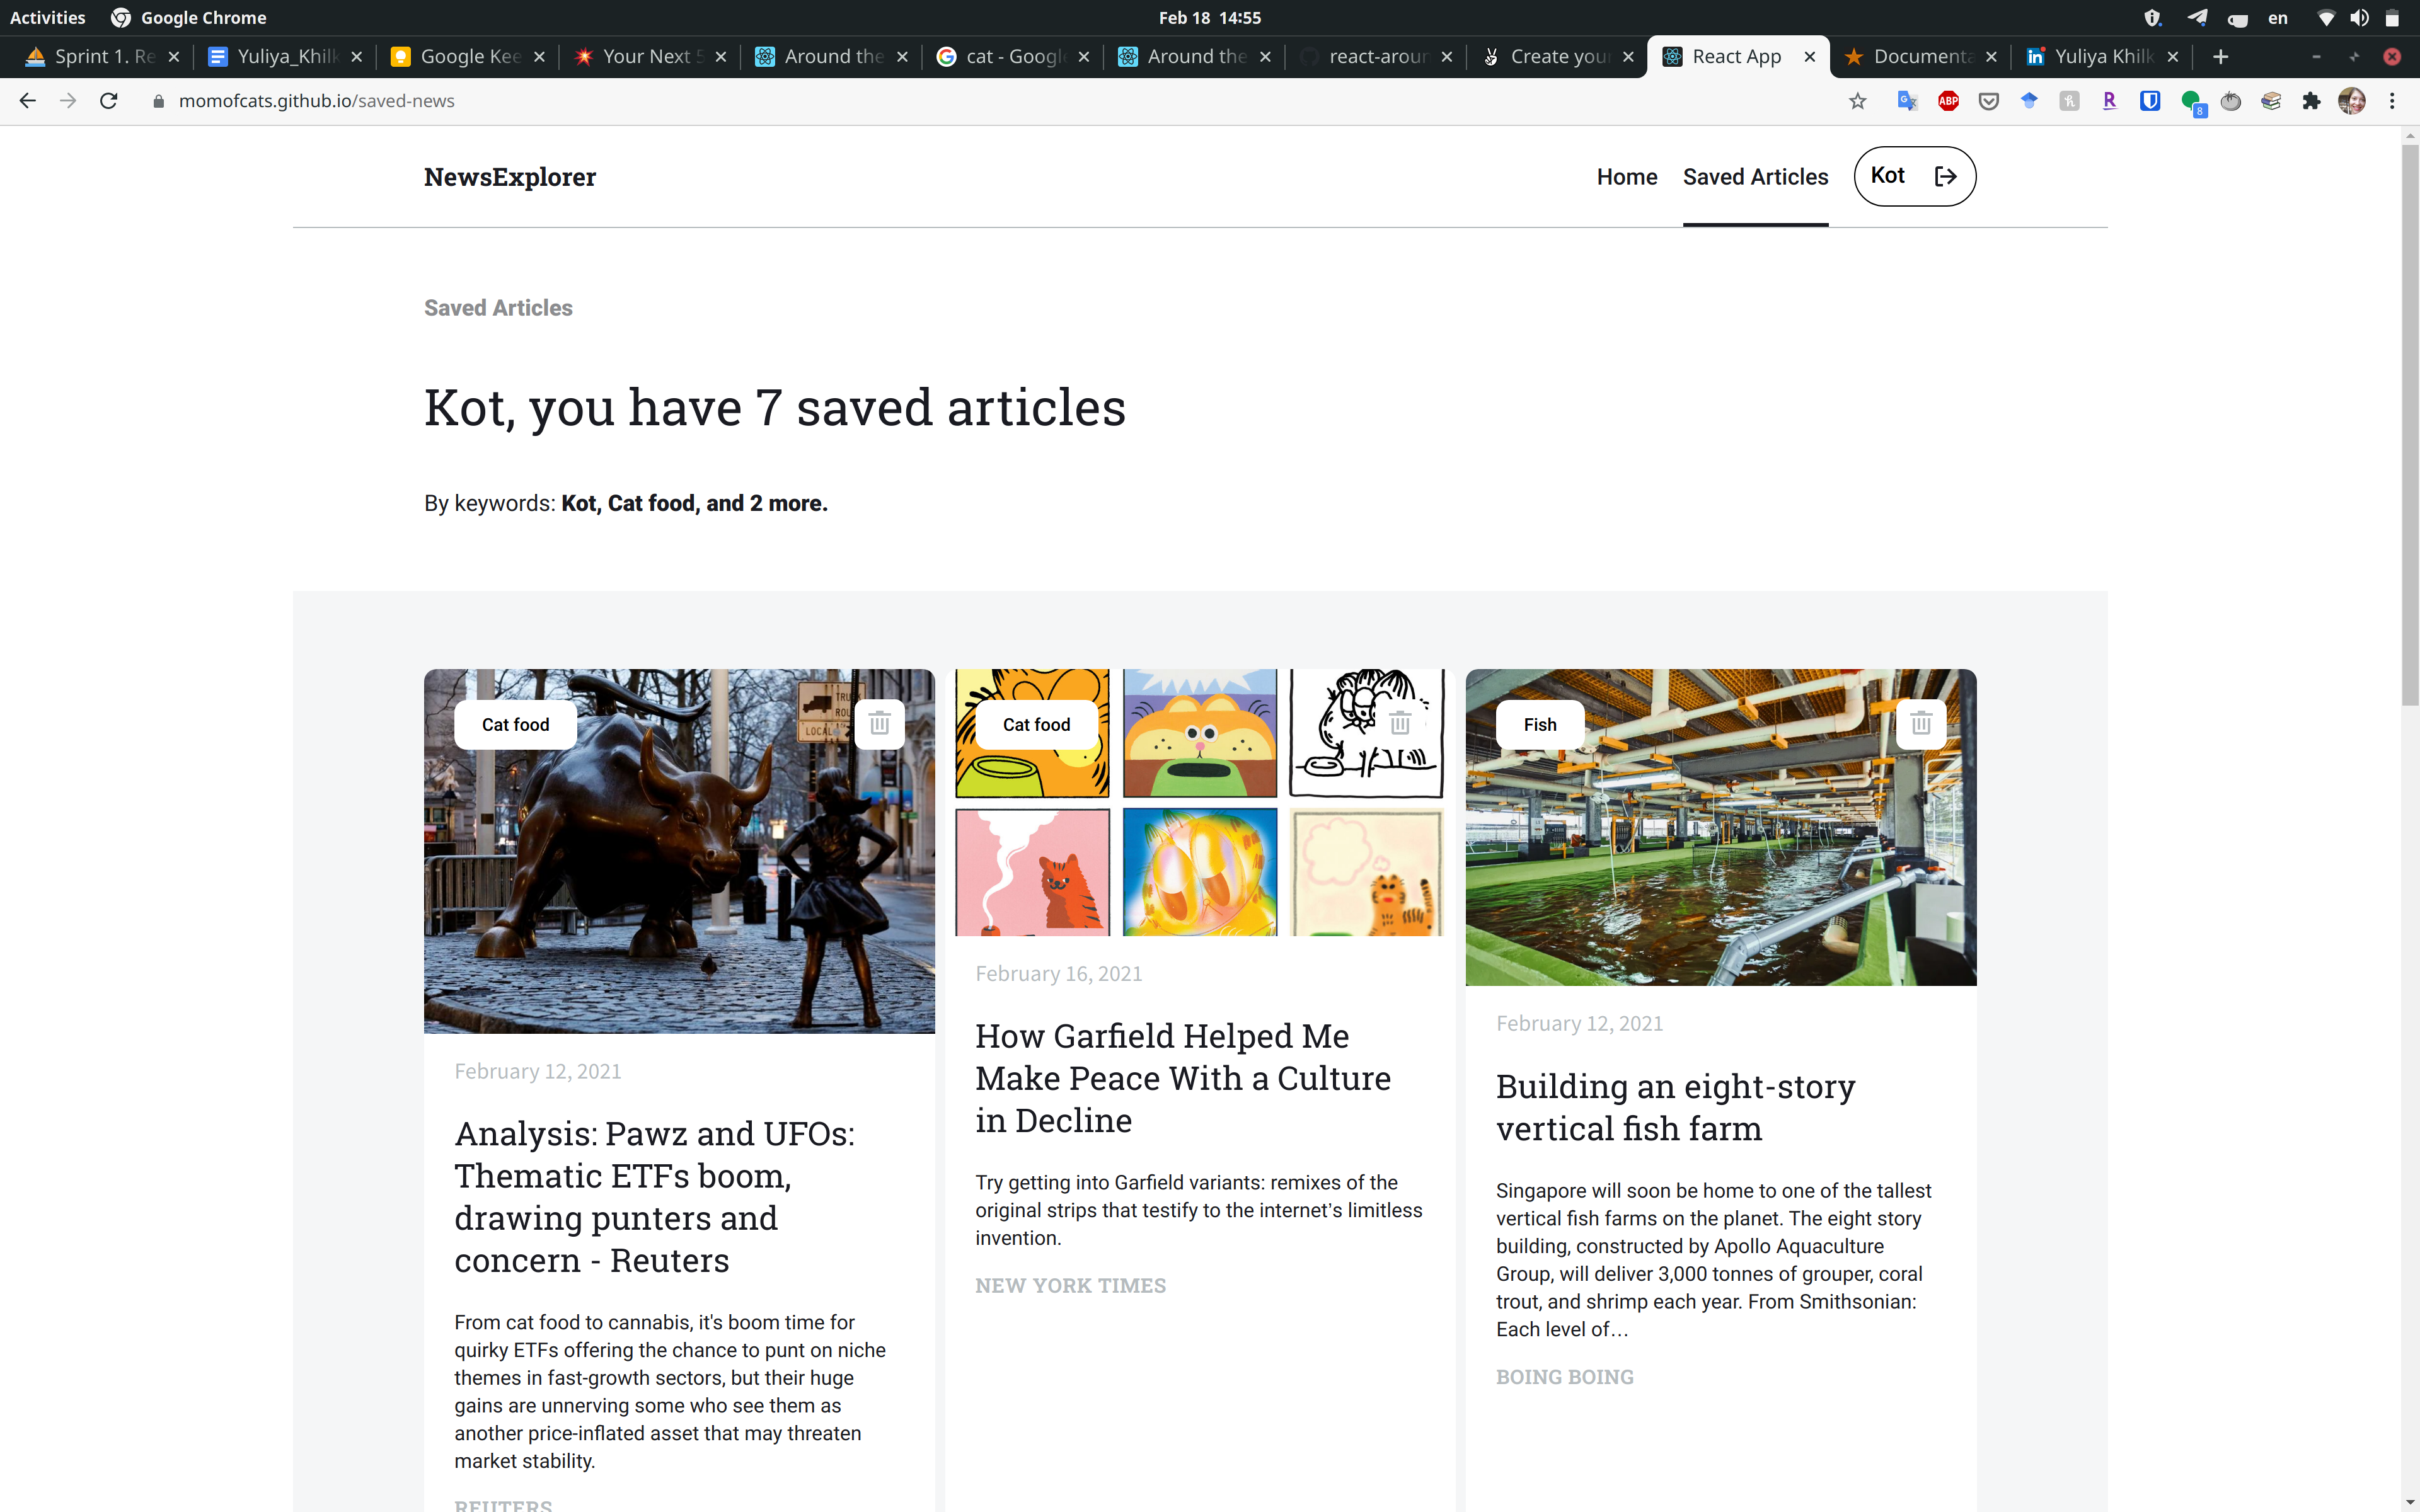 Activities Google Chrome Feb 18 14:55 en
Sprint 1. Re Yuliya_Khilk Google Kee Your Next 5 Around the cat - Google Around the react-aroun Create your React App Documenta Yuliya Khilk
momofcats.github.io/saved-news ABP R 8
NewsExplorer Home Saved Articles Kot
Saved Articles
Kot, you have 7 saved articles
By keywords: Kot, Cat food, and 2 more.
Cat food
TRUCK
ROU
LOCAL
February 12, 2021
Analysis: Pawz and UFOs:
Thematic ETFs boom,
drawing punters and
concern - Reuters
From cat food to cannabis, it's boom time for
quirky ETFs offering the chance to punt on niche
themes in fast-growth sectors, but their huge
gains are unnerving some who see them as
another price-inflated asset that may threaten
market stability.
REUTERS
Cat food
February 16, 2021
How Garfield Helped Me
Make Peace With a Culture
in Decline
Try getting into Garfield variants: remixes of the
original strips that testify to the internet's limitless
invention.
NEW YORK TIMES
Fish
February 12, 2021
Building an eight-story
vertical fish farm
Singapore will soon be home to one of the tallest
vertical fish farms on the planet. The eight story
building, constructed by Apollo Aquaculture
Group, will deliver 3,000 tonnes of grouper, coral
trout, and shrimp each year. From Smithsonian:
Each level of…
BOING BOING